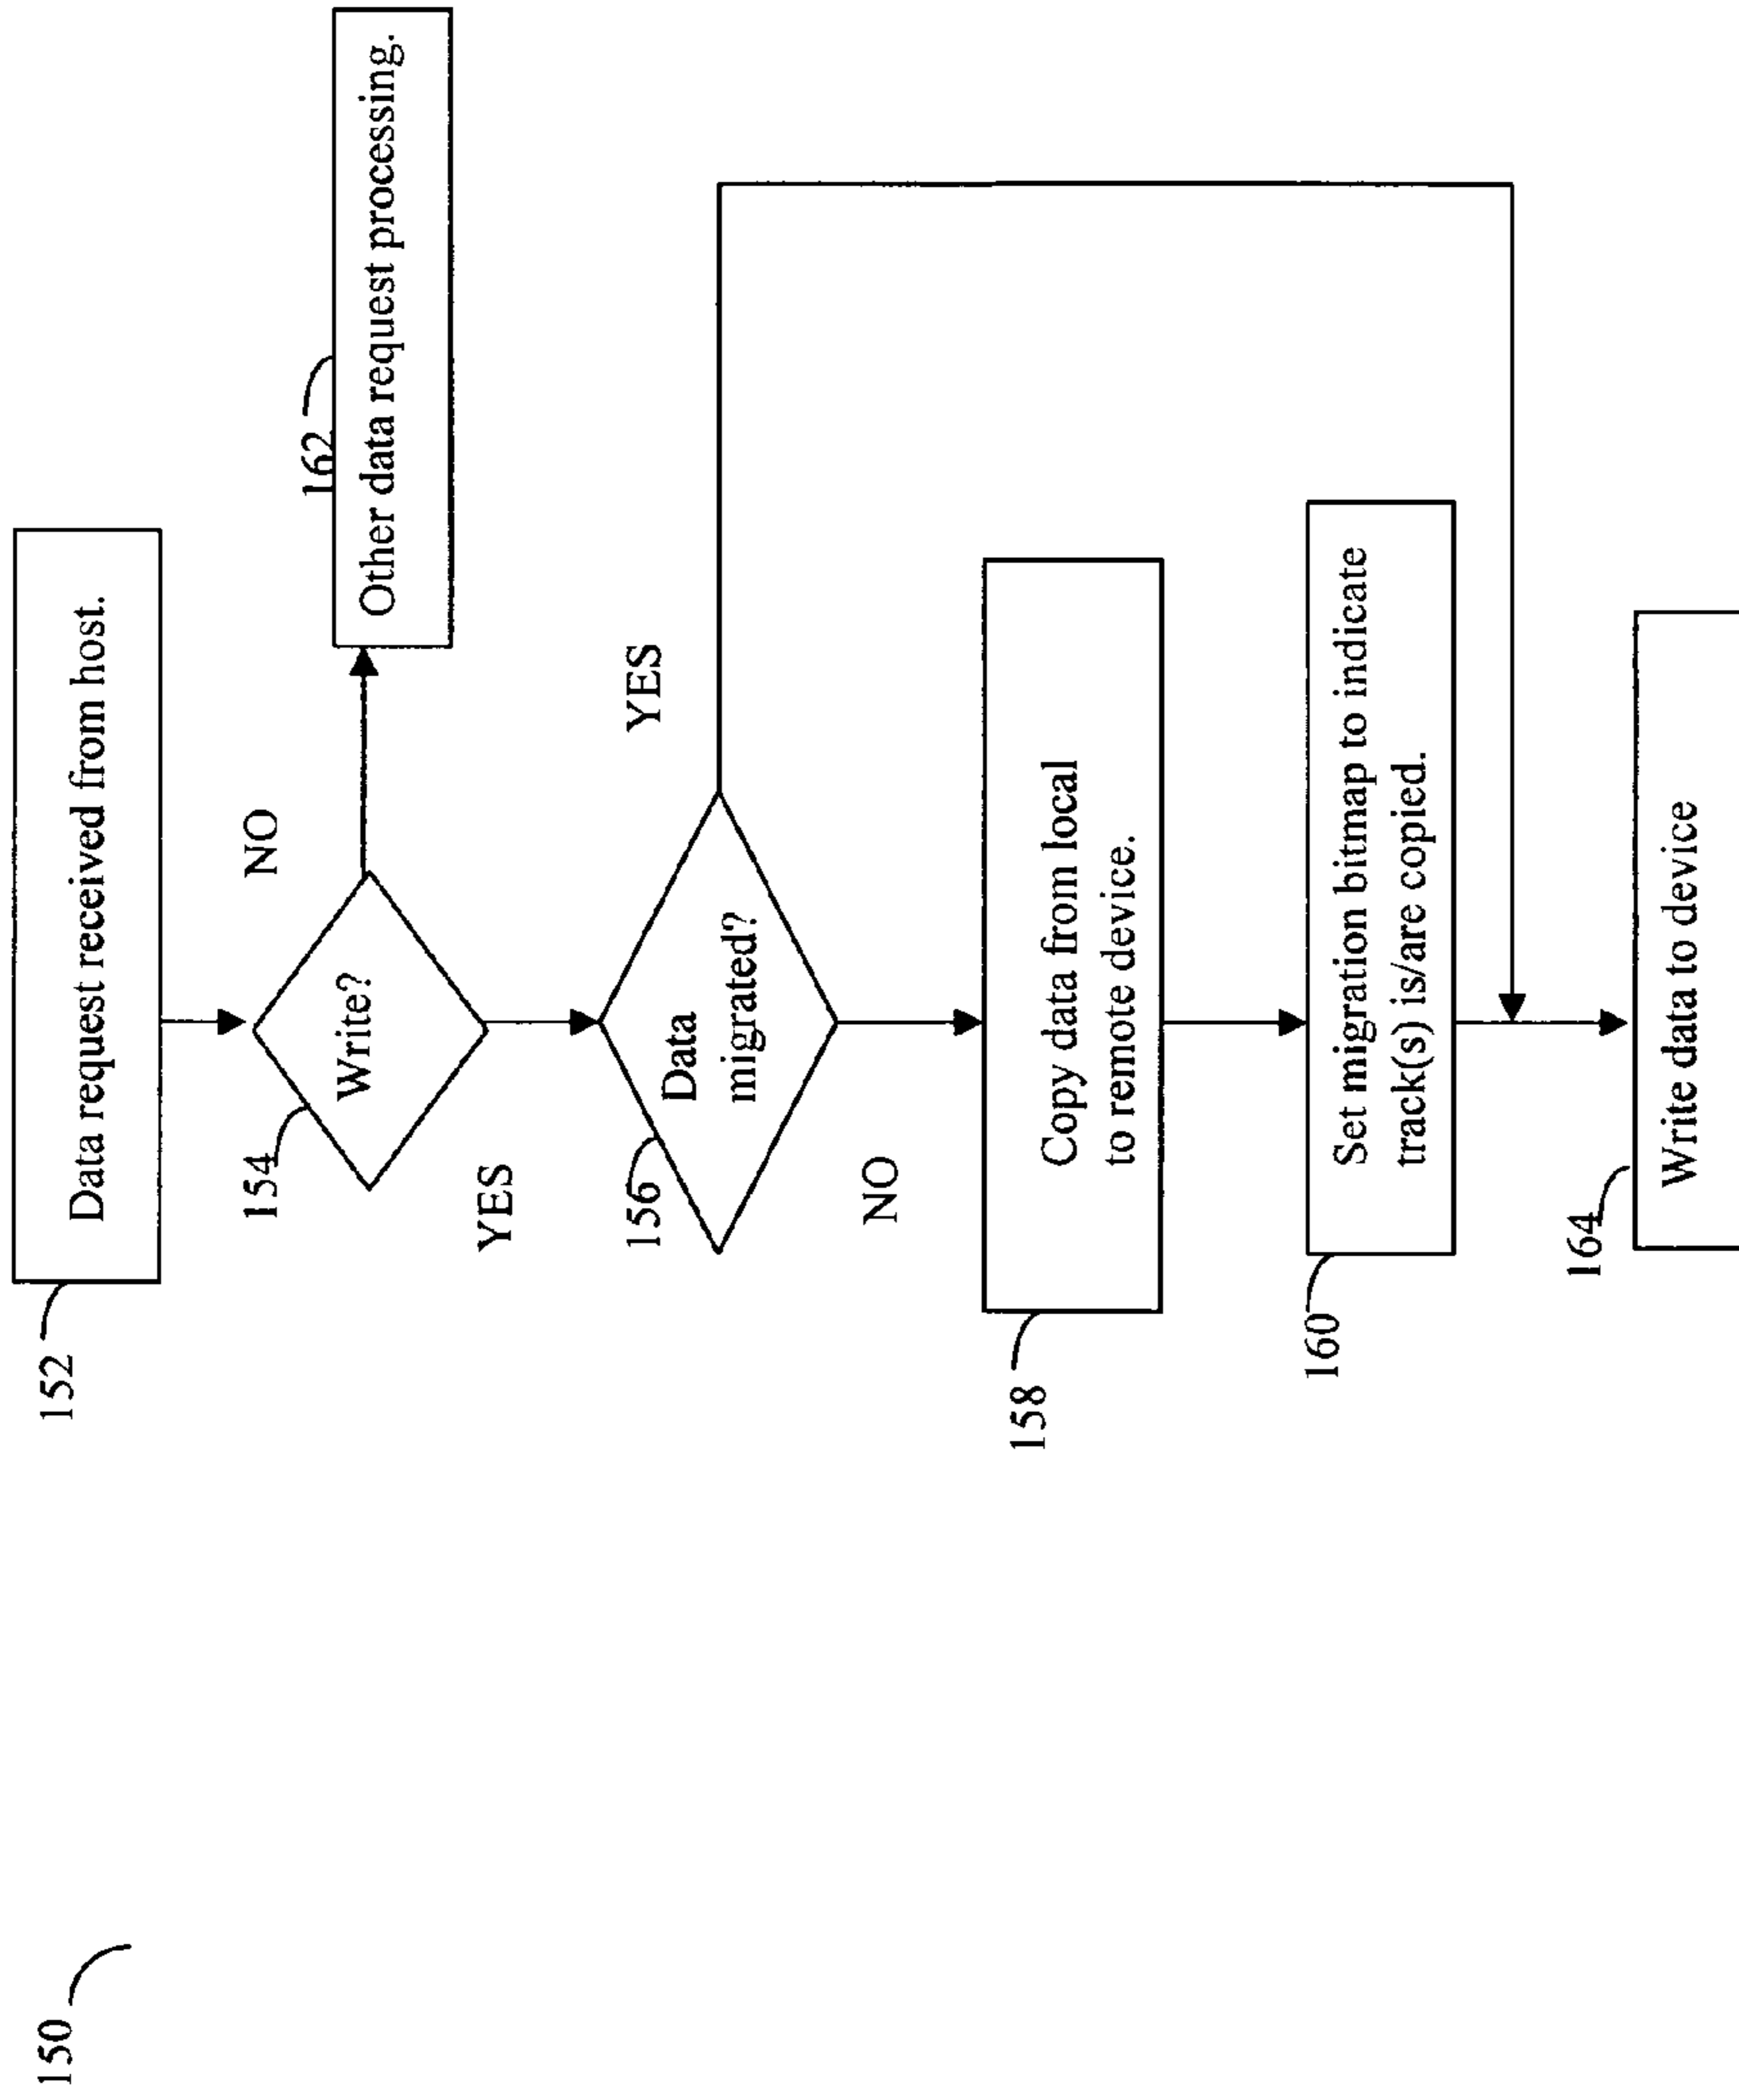 150
152
Data request received from host.
154
Write?
NO
162
Other data request processing.
YES
156
Data
migrated?
YES
NO
158
Copy data from local
to remote device.
160
Set migration bitmap to indicate
track(s) is/are copied.
164
Write data to device